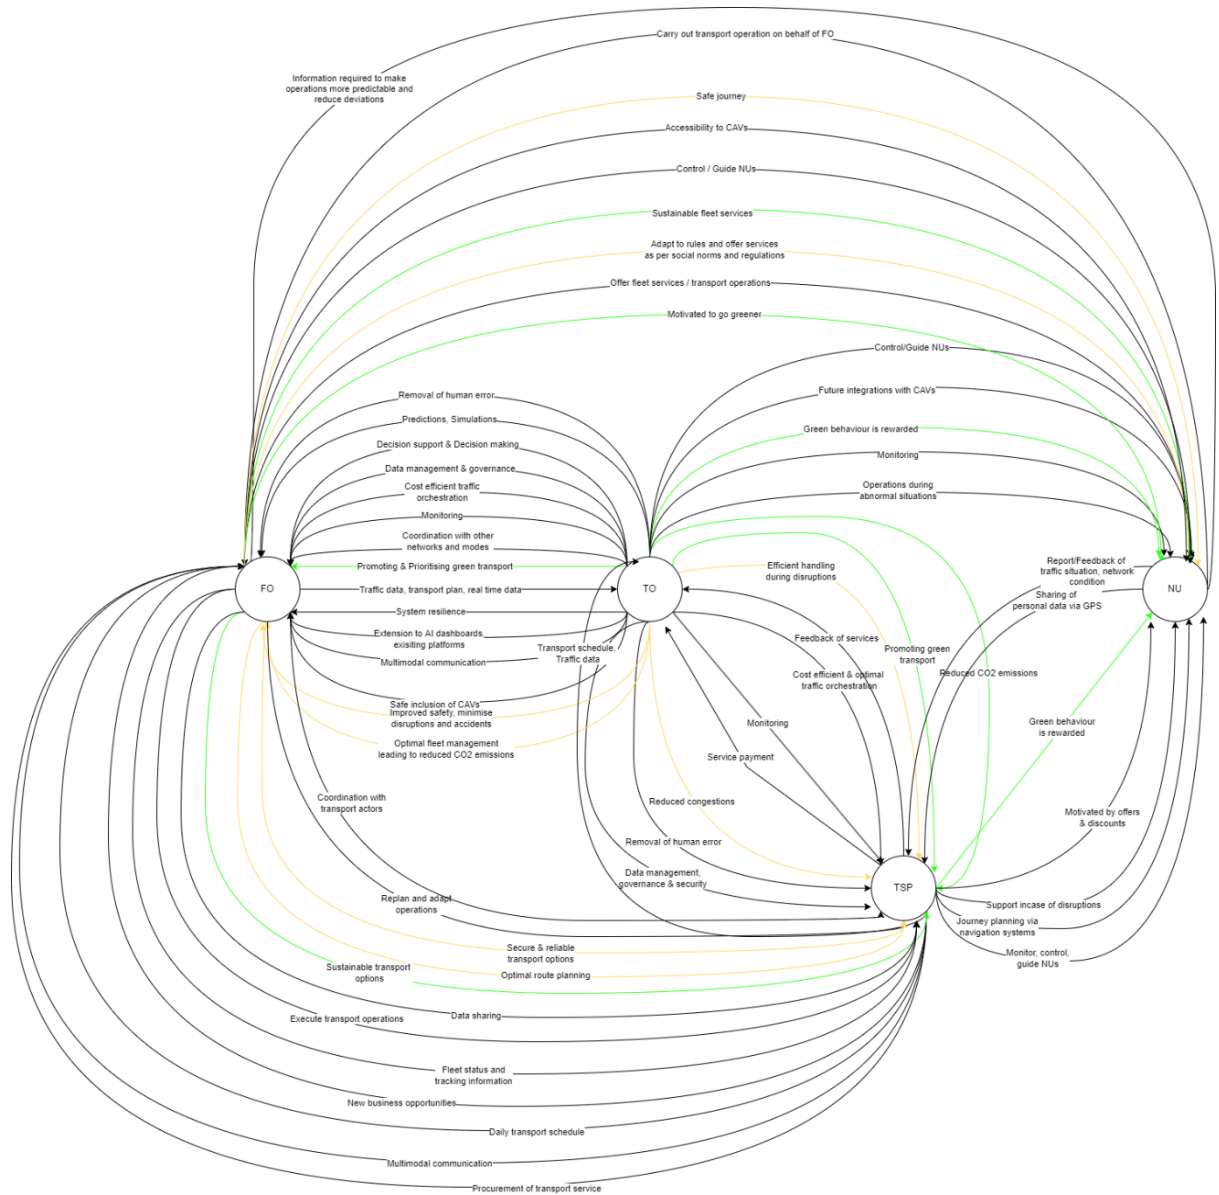 Carry out transport operation on behalf of FO
Information required to make
operations more predictable and
reduce deviations
Safe journey
Accessibility to CAVs
Control / Guide NUs
Sustainable fleet services
Adapt to rules and offer services
as per social norms and regulations
Offer fleet services / transport operations
Motivated to go greener
Control/Guide NUs
Future integrations with CAVs
Green behaviour is rewarded
Monitoring
Operations during
abnormal situations
Removal of human error
Predictions, Simulations
Decision support & Decision making
Data management & governance
Cost efficient traffic
orchestration
Monitoring
Coordination with other
networks and modes
Promoting & Prioritising green transport
FO
Traffic data, transport plan, real time data
TO
NU
System resilience
Extension to AI dashboards,
exisiting platforms
Multimodal communication
Safe inclusion of CAVs
Improved safety, minimise
disruptions and accidents
Optimal fleet management
leading to reduced CO2 emissions
Efficient handling
during disruptions
Report/Feedback of
traffic situation, network
condition
Sharing of
personal data via GPS
Transport schedule,
Traffic data
Feedback of services
Promoting green
transport
Cost efficient & optimal
traffic orchestration
Reduced CO2 emissions
Monitoring
Green behaviour
is rewarded
Service payment
Coordination with
transport actors
Reduced congestions
Motivated by offers
& discounts
Removal of human error
Data management,
governance & security
TSP
Replan and adapt
operations
Support incase of disruptions
Journey planning via
navigation systems
Monitor, control,
guide NUs
Secure & reliable
transport options
Sustainable transport
options
Optimal route planning
Data sharing
Execute transport operations
Fleet status and
tracking information
New business opportunities
Daily transport schedule
Multimodal communication
Procurement of transport service